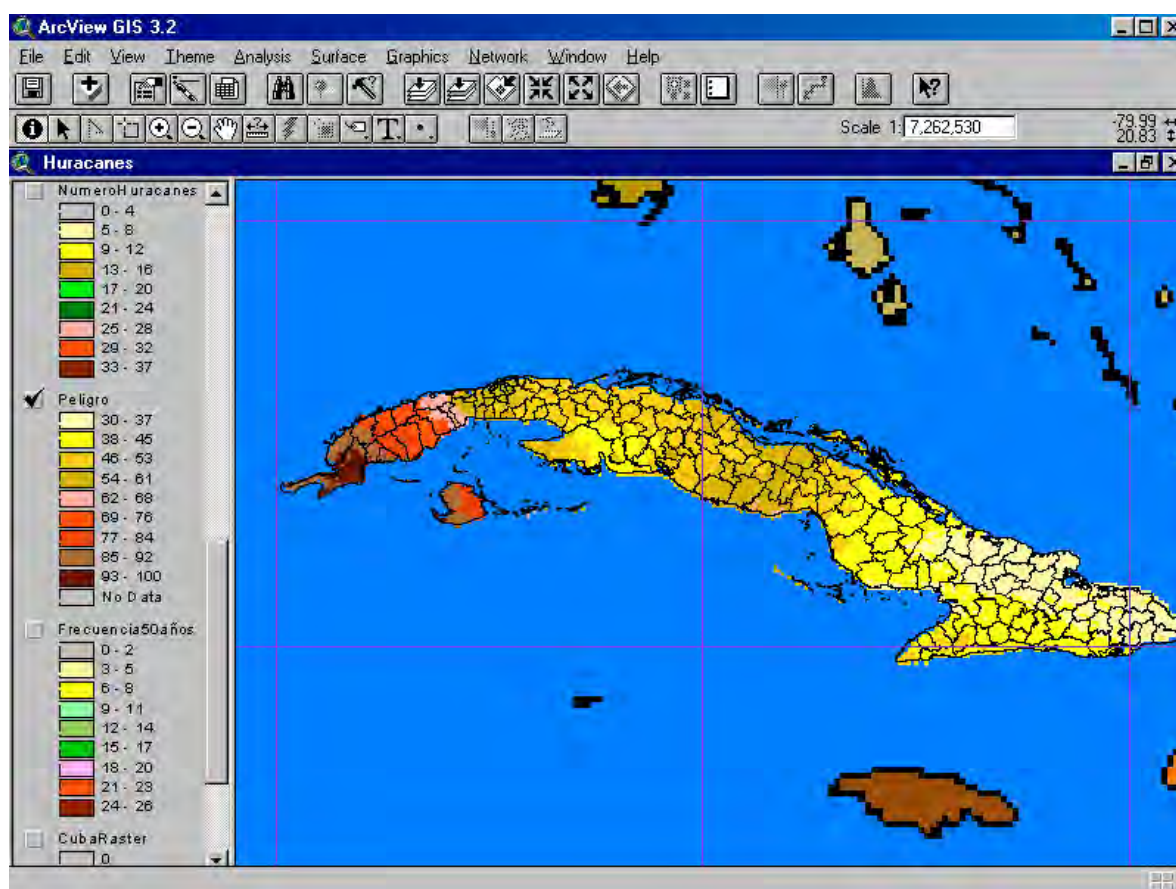 ArcView GIS 3.2
File Edit View Theme Analysis Surface Graphics Network Window Help
Scale 1: 7,262,530
-79.99
20.83
Huracanes
NumeroHuracanes
0 - 4
5 - 8
9 - 12
13 - 16
17 - 20
21 - 24
25 - 28
29 - 32
33 - 37
Peligro
30 - 37
38 - 45
46 - 53
54 - 61
62 - 68
69 - 76
77 - 84
85 - 92
93 - 100
No Data
Frecuencia50años
0 - 2
3 - 5
6 - 8
9 - 11
12 - 14
15 - 17
18 - 20
21 - 23
24 - 26
CubaRaster
0